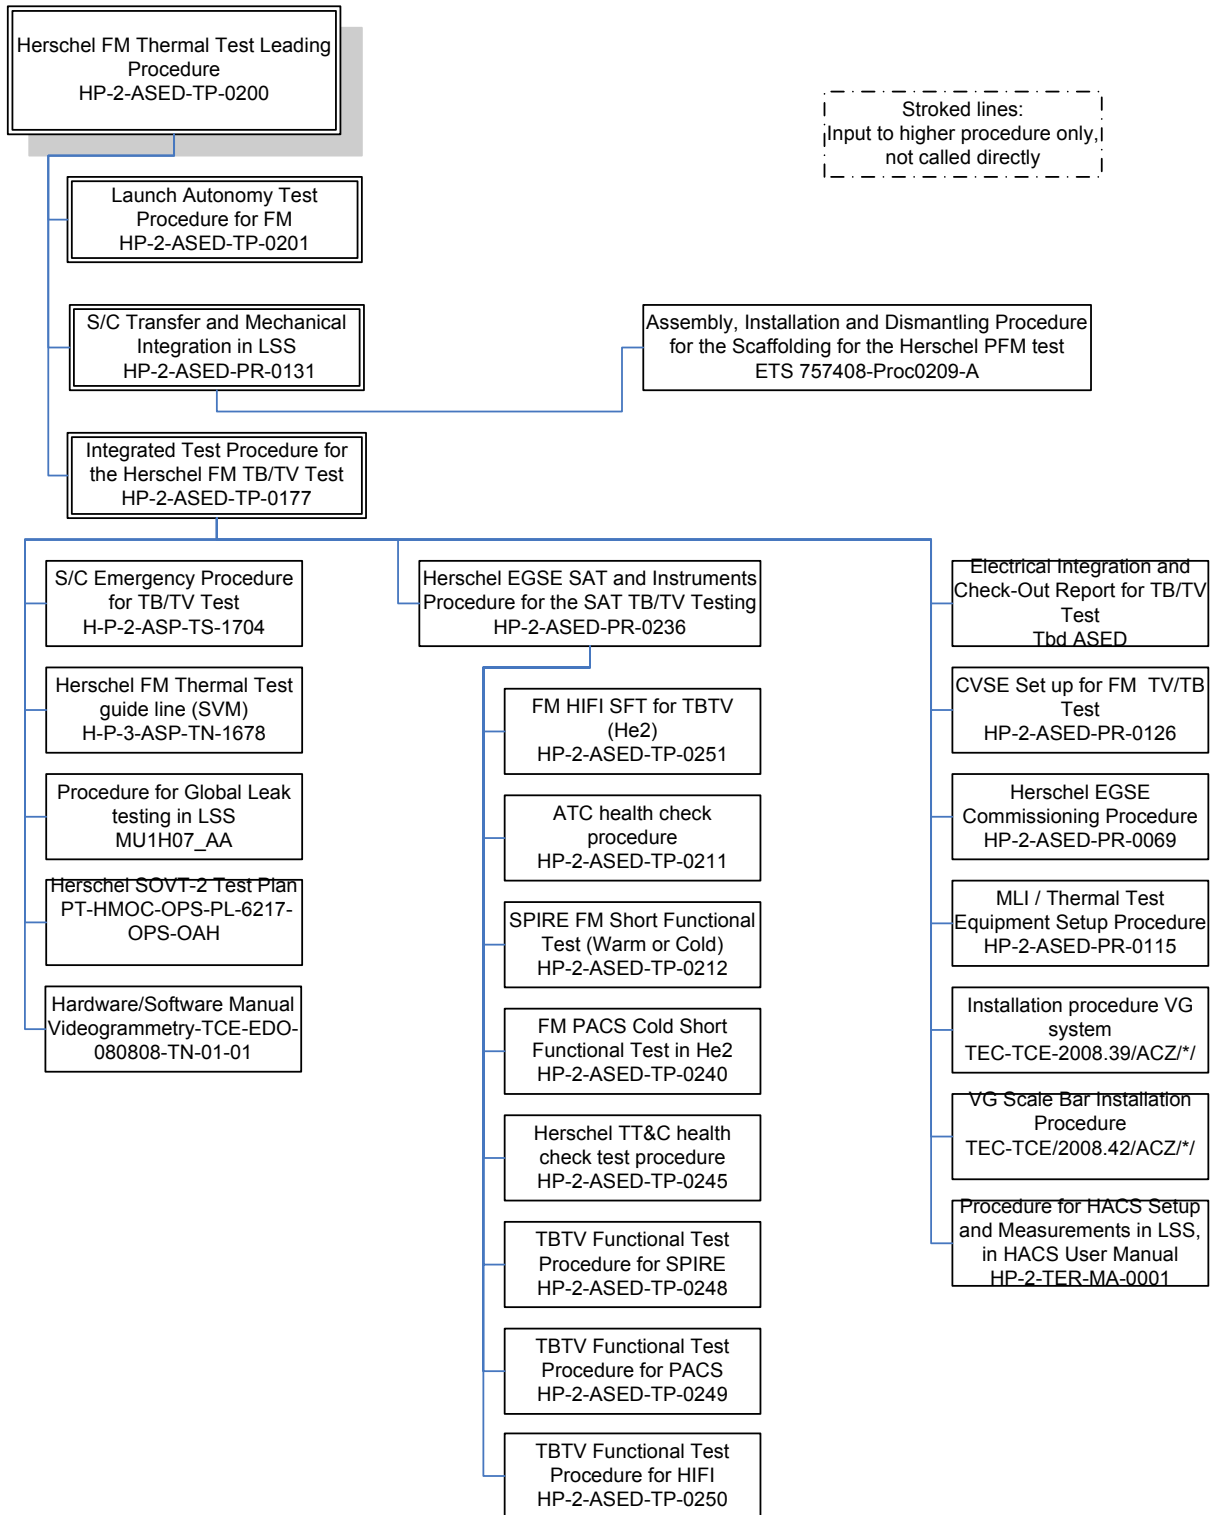 Herschel FM Thermal Test Leading
Procedure
HP-2-ASED-TP-0200
Stroked lines:
Input to higher procedure only,
not called directly
Launch Autonomy Test
Procedure for FM
HP-2-ASED-TP-0201
S/C Transfer and Mechanical
Integration in LSS
HP-2-ASED-PR-0131
Assembly, Installation and Dismantling Procedure
for the Scaffolding for the Herschel PFM test
ETS 757408-Proc0209-A
Integrated Test Procedure for
the Herschel FM TB/TV Test
HP-2-ASED-TP-0177
S/C Emergency Procedure
for TB/TV Test
H-P-2-ASP-TS-1704
Herschel FM Thermal Test
guide line (SVM)
H-P-3-ASP-TN-1678
Procedure for Global Leak
testing in LSS
MU1H07_AA
Herschel SOVT-2 Test Plan
PT-HMOC-OPS-PL-6217-
OPS-OAH
Hardware/Software Manual
Videogrammetry-TCE-EDO-
080808-TN-01-01
Herschel EGSE SAT and Instruments
Procedure for the SAT TB/TV Testing
HP-2-ASED-PR-0236
FM HIFI SFT for TBTV
(He2)
HP-2-ASED-TP-0251
ATC health check
procedure
HP-2-ASED-TP-0211
SPIRE FM Short Functional
Test (Warm or Cold)
HP-2-ASED-TP-0212
FM PACS Cold Short
Functional Test in He2
HP-2-ASED-TP-0240
Herschel TT&C health
check test procedure
HP-2-ASED-TP-0245
TBTV Functional Test
Procedure for SPIRE
HP-2-ASED-TP-0248
TBTV Functional Test
Procedure for PACS
HP-2-ASED-TP-0249
TBTV Functional Test
Procedure for HIFI
HP-2-ASED-TP-0250
Electrical Integration and
Check-Out Report for TB/TV
Test
Tbd ASED
CVSE Set up for FM  TV/TB
Test
HP-2-ASED-PR-0126
Herschel EGSE
Commissioning Procedure
HP-2-ASED-PR-0069
MLI / Thermal Test
Equipment Setup Procedure
HP-2-ASED-PR-0115
Installation procedure VG
system
TEC-TCE-2008.39/ACZ/*/
VG Scale Bar Installation
Procedure
TEC-TCE/2008.42/ACZ/*/
Procedure for HACS Setup
and Measurements in LSS,
in HACS User Manual
HP-2-TER-MA-0001